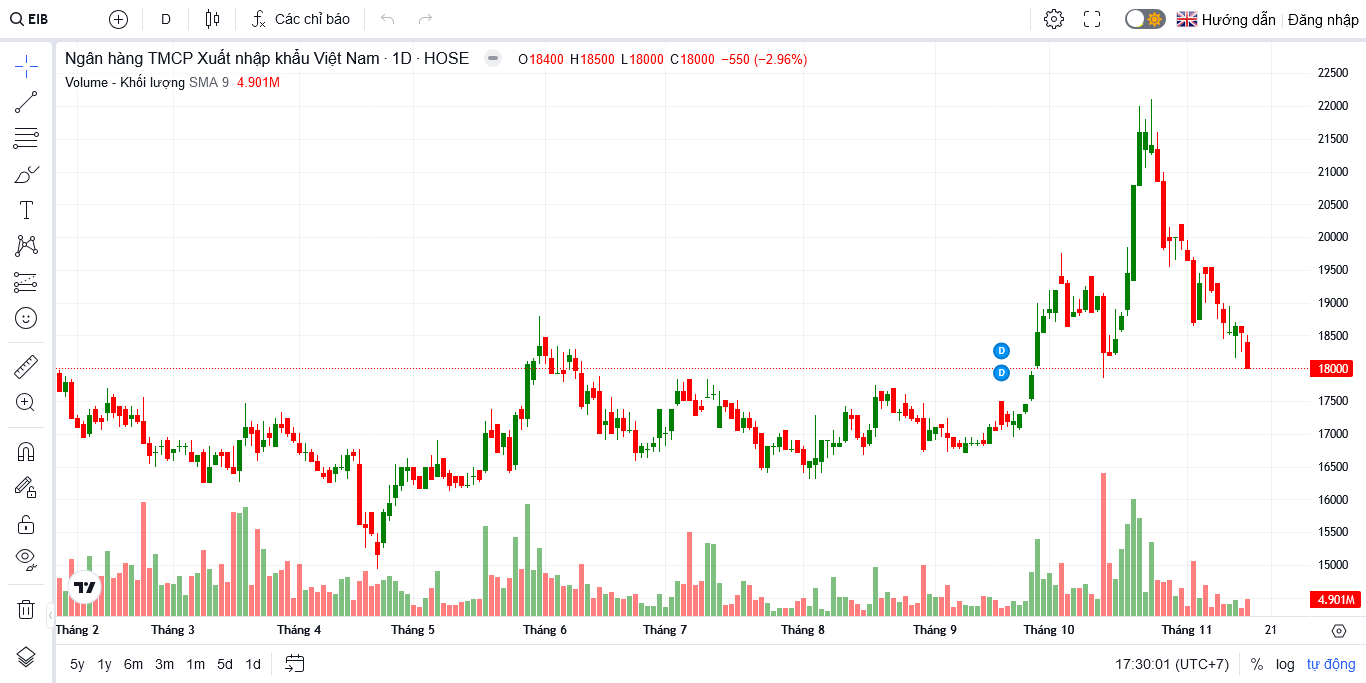 EIB D Các chỉ báo Hướng dẫn Đăng nhập
Ngân hàng TMCP Xuất nhập khẩu Việt Nam · 1D · HOSE O18400 H18500 L18000 C18000 −550 (−2.96%)
Volume - Khối lượng SMA 9 4.901M
22500
22000
21500
21000
20500
20000
19500
19000
18500
D
18000
D
17500
17000
16500
16000
15500
15000
4.901M
Tháng 2 Tháng 3 Tháng 4 Tháng 5 Tháng 6 Tháng 7 Tháng 8 Tháng 9 Tháng 10 Tháng 11 21
5y 1y 6m 3m 1m 5d 1d 17:30:01 (UTC+7) % log tự động